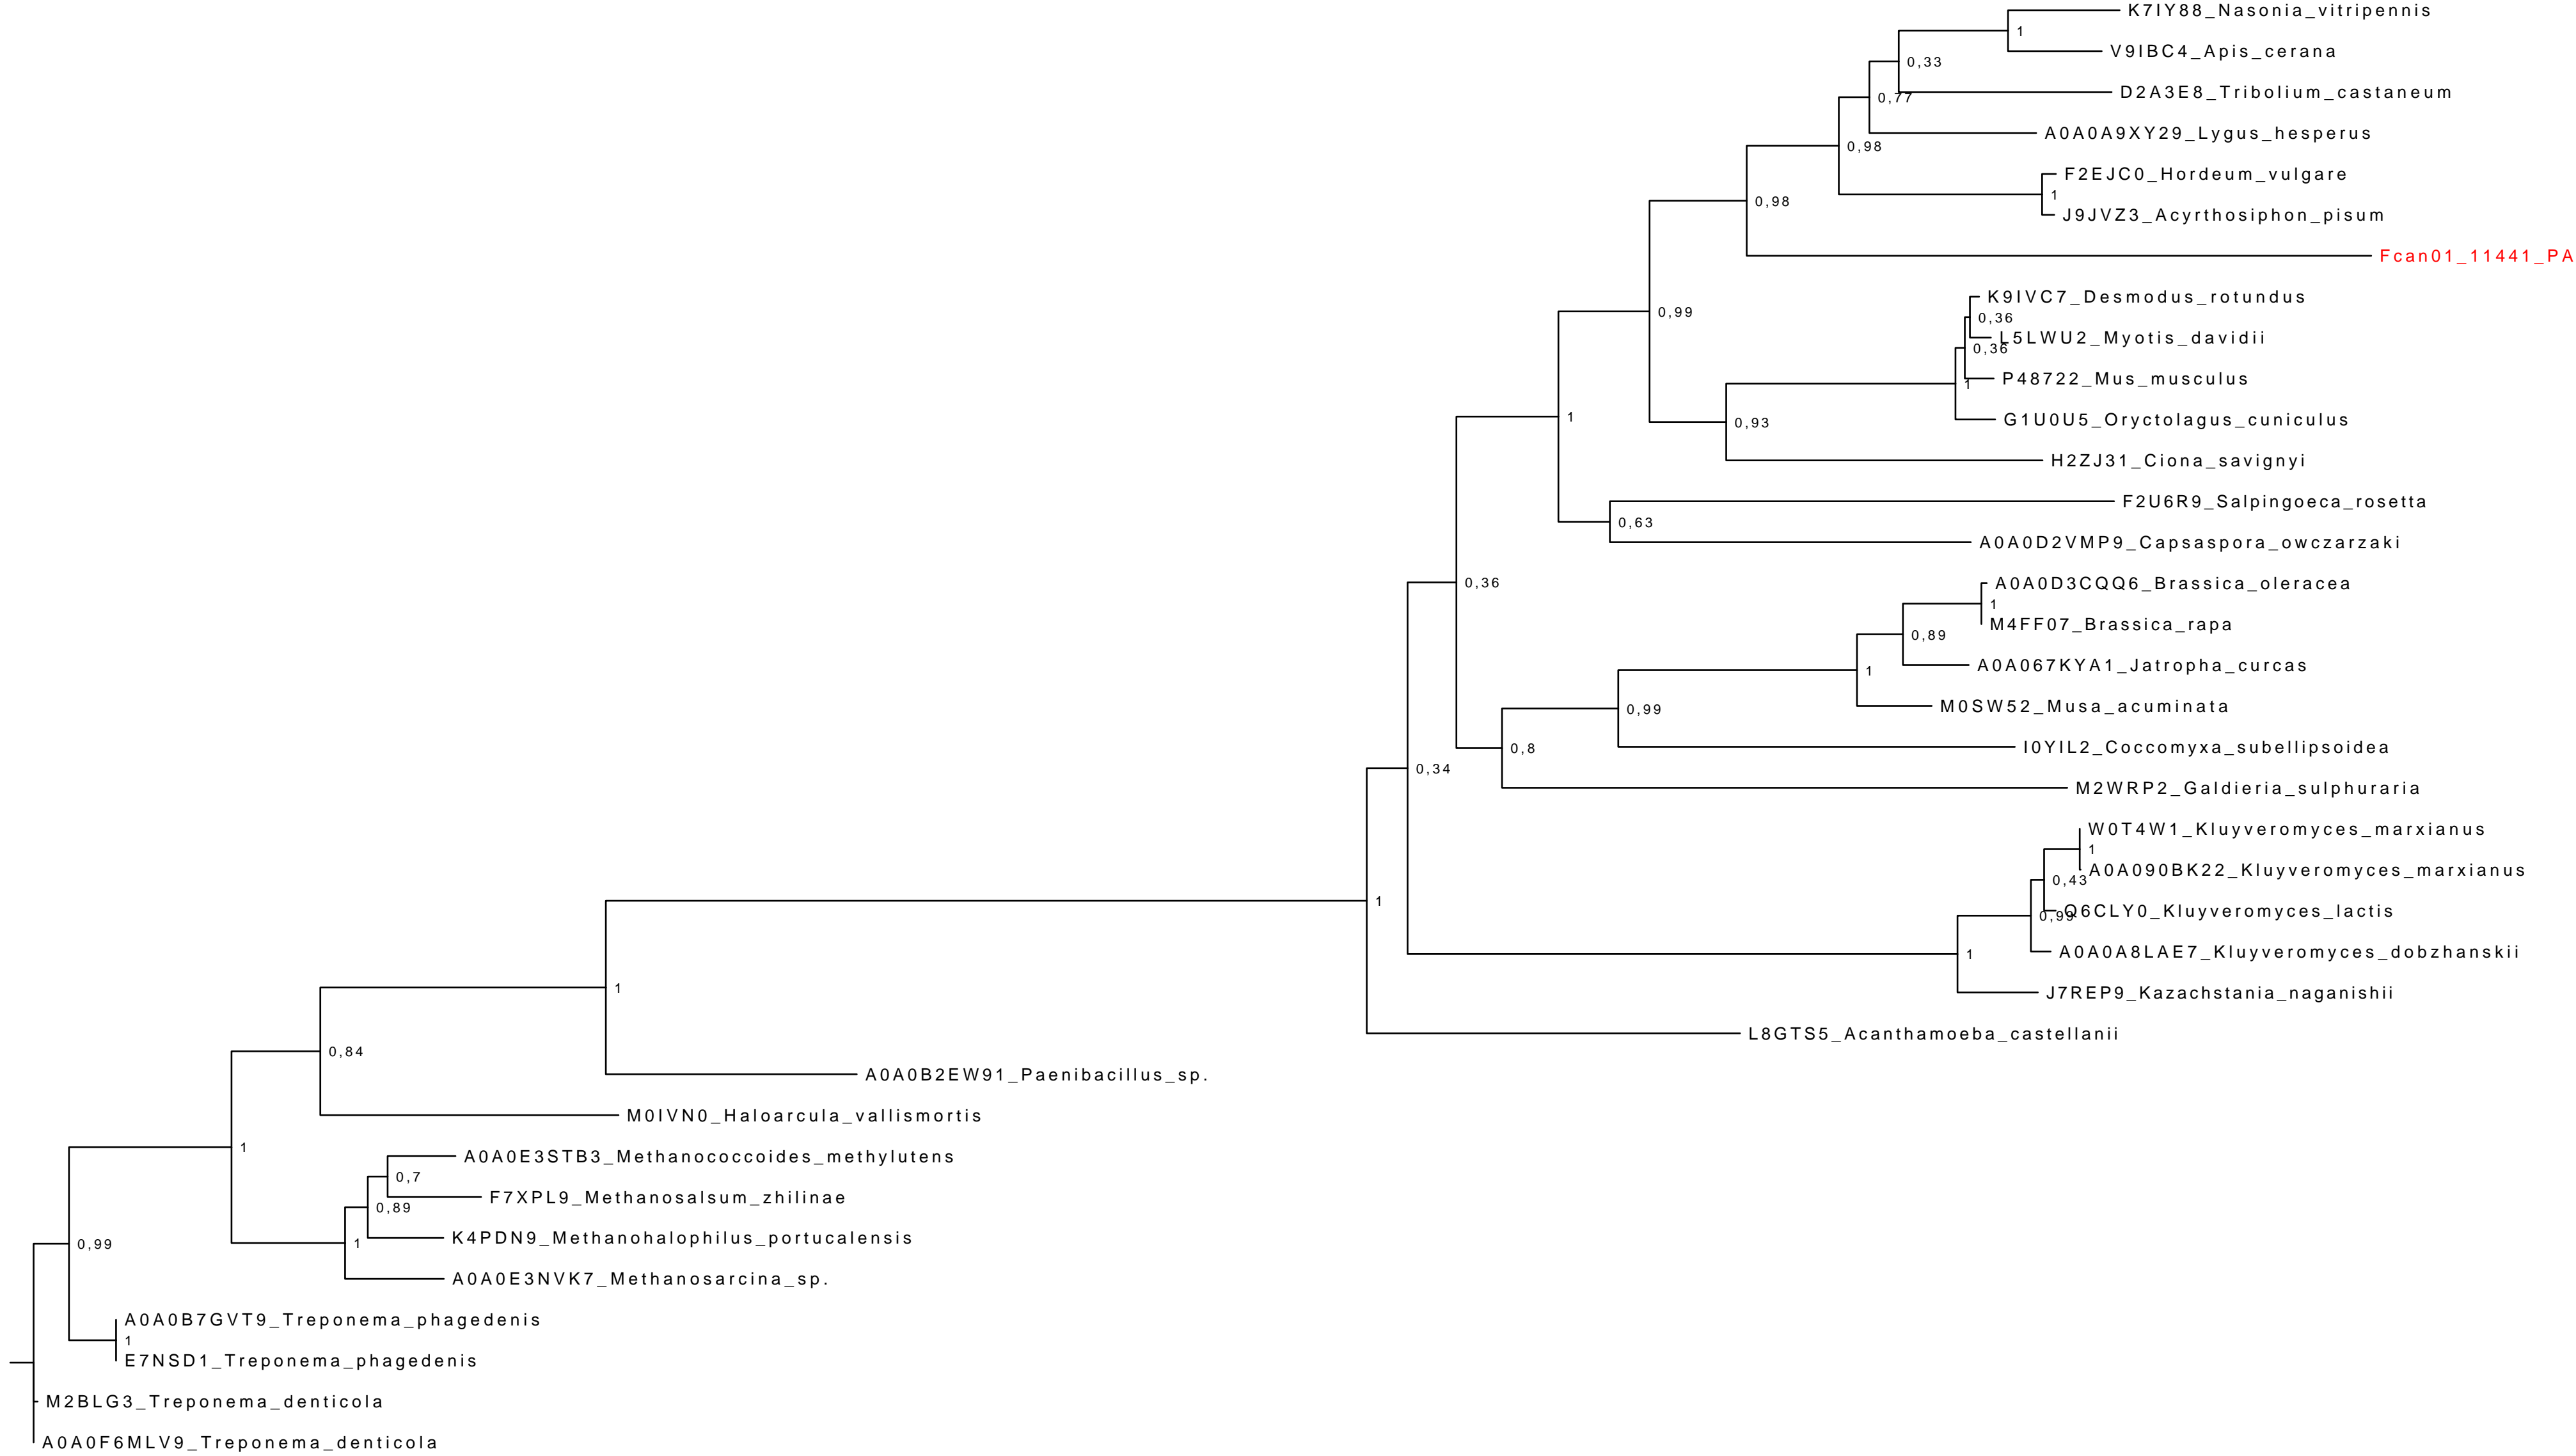 K7IY88_Nasonia_vitripennis
1
V9IBC4_Apis_cerana
0,33
D2A3E8_Tribolium_castaneum
0,77
A0A0A9XY29_Lygus_hesperus
0,98
F2EJC0_Hordeum_vulgare
1
J9JVZ3_Acyrthosiphon_pisum
0,98
Fcan01_11441_PA
K9IVC7_Desmodus_rotundus
0,99
0,36
L5LWU2_Myotis_davidii
0,36
P48722_Mus_musculus
1
G1U0U5_Oryctolagus_cuniculus
1
0,93
H2ZJ31_Ciona_savignyi
F2U6R9_Salpingoeca_rosetta
0,63
A0A0D2VMP9_Capsaspora_owczarzaki
0,36
A0A0D3CQQ6_Brassica_oleracea
1
M4FF07_Brassica_rapa
0,89
A0A067KYA1_Jatropha_curcas
1
M0SW52_Musa_acuminata
0,99
I0YIL2_Coccomyxa_subellipsoidea
0,8
0,34
M2WRP2_Galdieria_sulphuraria
W0T4W1_Kluyveromyces_marxianus
1
A0A090BK22_Kluyveromyces_marxianus
0,43
1
Q6CLY0_Kluyveromyces_lactis
0,99
A0A0A8LAE7_Kluyveromyces_dobzhanskii
1
1
J7REP9_Kazachstania_naganishii
L8GTS5_Acanthamoeba_castellanii
0,84
A0A0B2EW91_Paenibacillus_sp.
M0IVN0_Haloarcula_vallismortis
1
A0A0E3STB3_Methanococcoides_methylutens
0,7
F7XPL9_Methanosalsum_zhilinae
0,89
K4PDN9_Methanohalophilus_portucalensis
0,99
1
A0A0E3NVK7_Methanosarcina_sp.
A0A0B7GVT9_Treponema_phagedenis
1
E7NSD1_Treponema_phagedenis
M2BLG3_Treponema_denticola
A0A0F6MLV9_Treponema_denticola